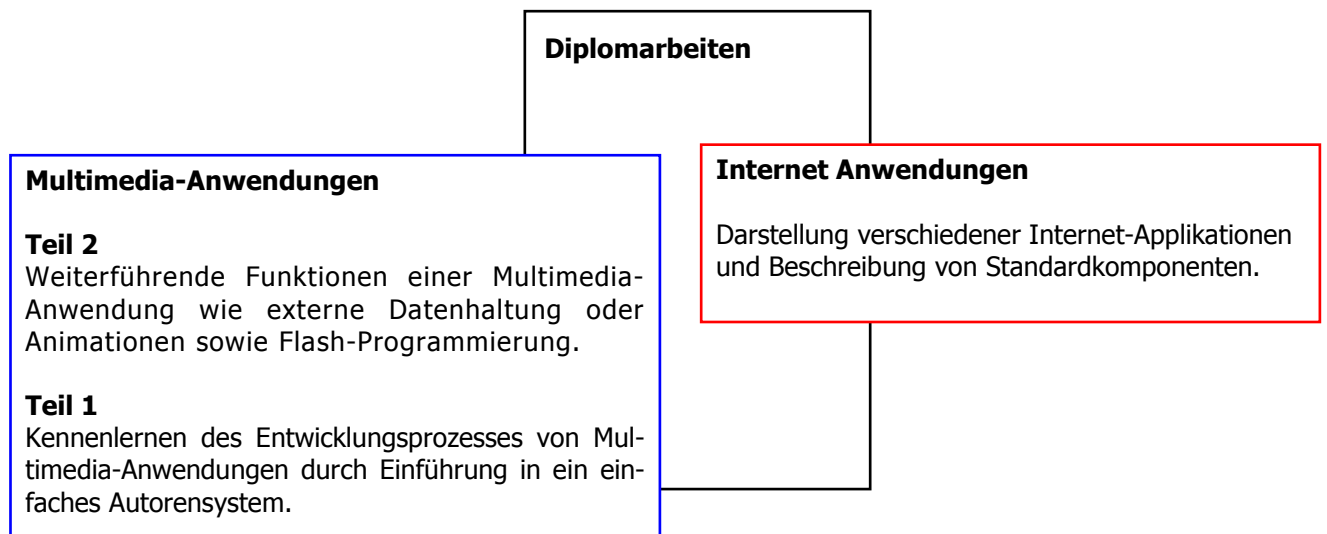 Diplomarbeiten
Multimedia-Anwendungen
Teil 2
Weiterführende Funktionen einer Multimedia-
Anwendung wie externe Datenhaltung oder
Animationen sowie Flash-Programmierung.
Teil 1
Kennenlernen des Entwicklungsprozesses von Mul-
timedia-Anwendungen durch Einführung in ein ein-
faches Autorensystem.
Internet Anwendungen
Darstellung verschiedener Internet-Applikationen
und Beschreibung von Standardkomponenten.